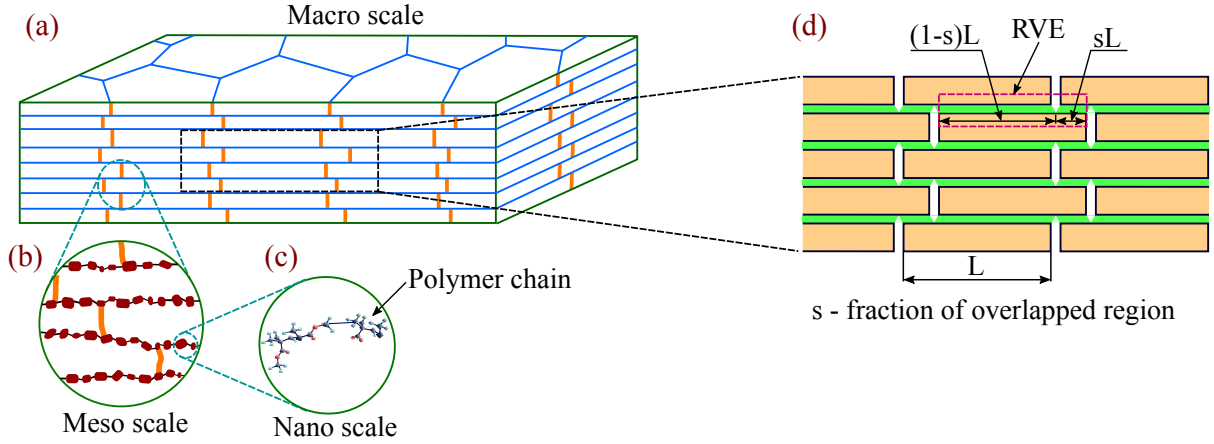 (a)
Macro scale
(b)
Meso scale
(c)
Polymer chain
Nano scale
(d)
(1-s)L
RVE
sL
L
s - fraction of overlapped region